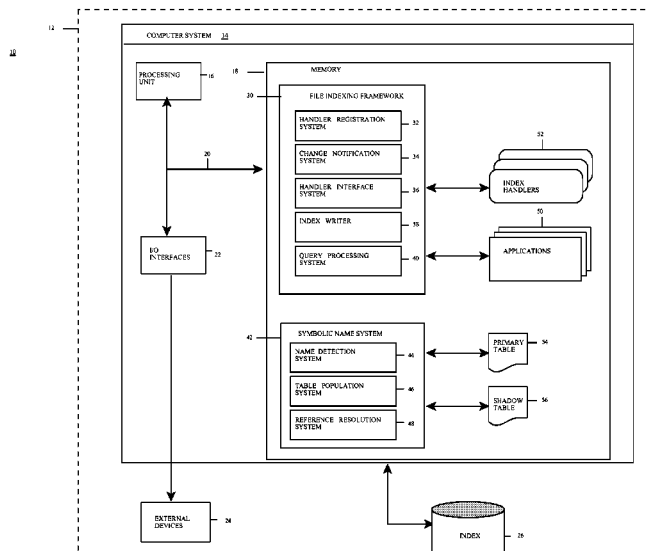 12
COMPUTER SYSTEM 14
10
PROCESSING
UNIT
16
18
MEMORY
30
FILE INDEXING FRAMEWORK
HANDLER REGISTRATION
SYSTEM
32
CHANGE NOTIFICATION
SYSTEM
34
HANDLER INTERFACE
SYSTEM
36
INDEX WRITER
38
QUERY PROCESSING
SYSTEM
40
20
52
INDEX
HANDLERS
50
APPLICATIONS
I/O
INTERFACES
22
42
SYMBOLIC NAME SYSTEM
NAME DETECTION
SYSTEM
44
TABLE POPULATION
SYSTEM
46
REFERENCE RESOLUTION
SYSTEM
48
PRIMARY
TABLE
54
SHADOW
TABLE
56
EXTERNAL
DEVICES
24
INDEX
26